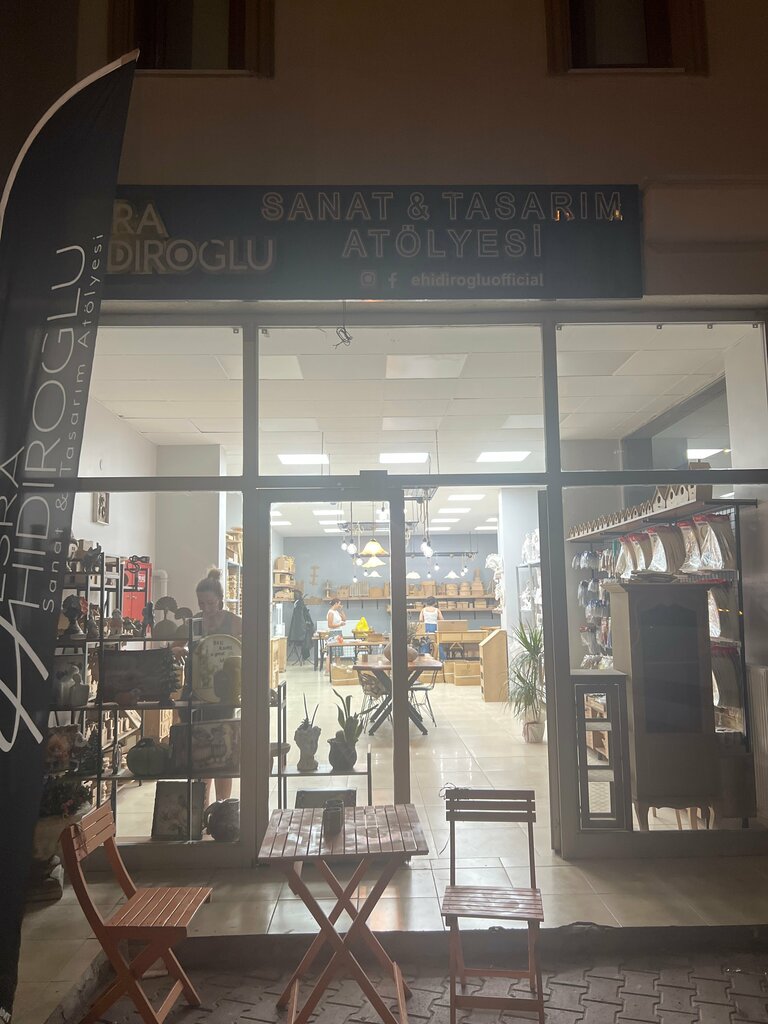 RA
DIROGLU
SANAT & TASARIM
ATÖLYESİ
ehidirogluofficial
ESRA
HIDIROGLU
Sanat & Tasarım Atölyesi